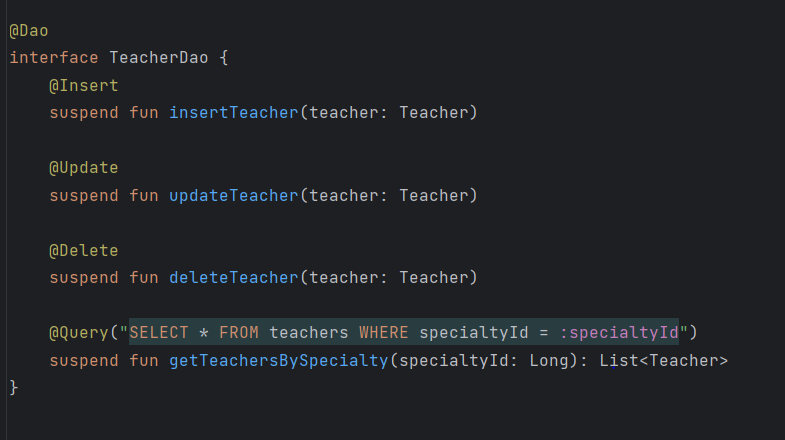 @Dao
interface TeacherDao {
    @Insert
    suspend fun insertTeacher(teacher: Teacher)
    @Update
    suspend fun updateTeacher(teacher: Teacher)
    @Delete
    suspend fun deleteTeacher(teacher: Teacher)
    @Query("SELECT * FROM teachers WHERE specialtyId = :specialtyId")
    suspend fun getTeachersBySpecialty(specialtyId: Long): List<Teacher>
}